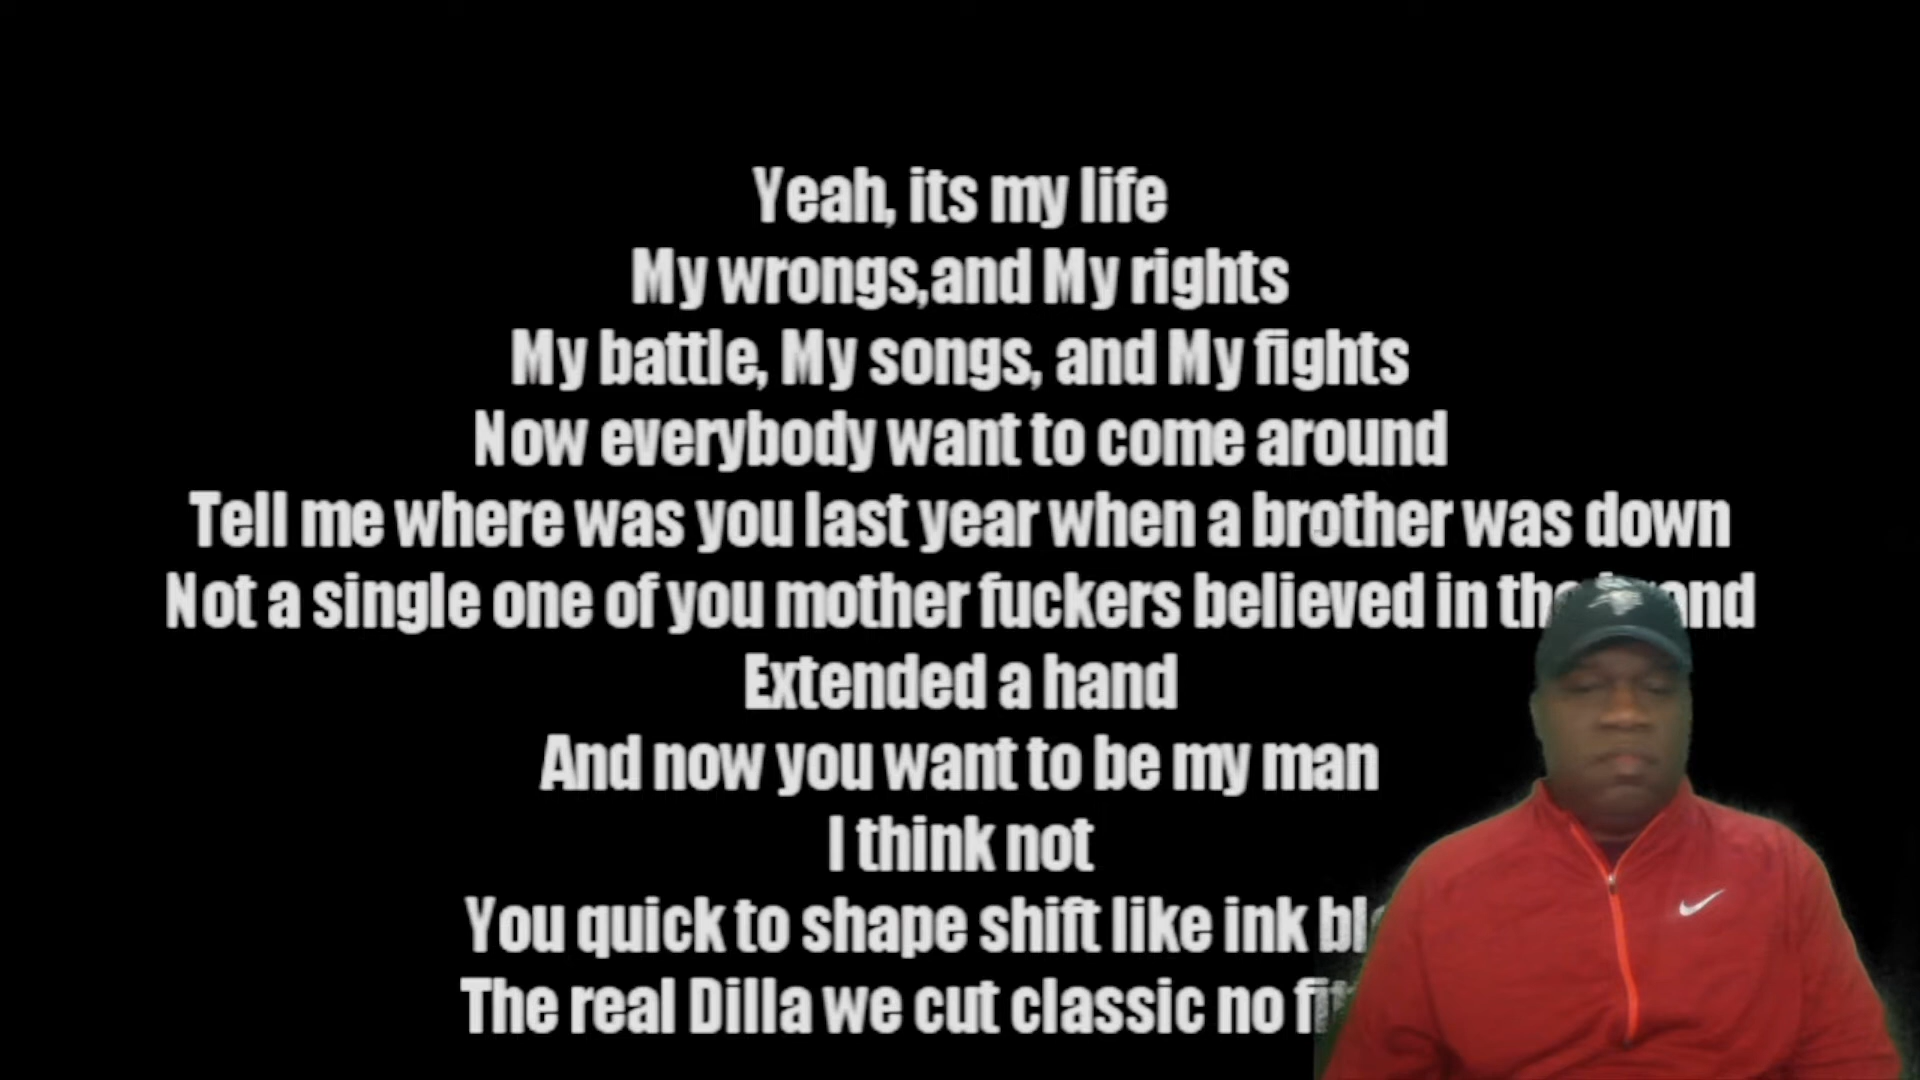 Yeah, its my life
My wrongs,and My rights
My battle, My songs, and My fights
Now everybody want to come around
Tell me where was you last year when a brother was down
Not a single one of you mother fuckers believed in
Extended a hand
And now you want to be my man
I think not
You quick to shape shift like ink
The real Dilla we cut classic no